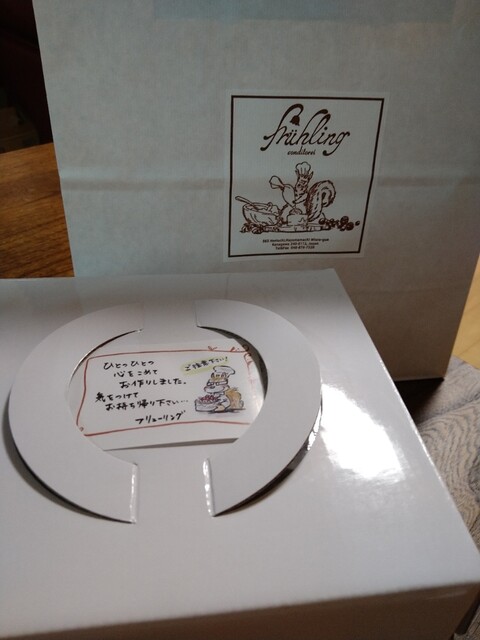 frühling
conditorei
ご注意下さい!
ひとつひとつ
心をこめて
お作りしました。
気をつけて
お持ち帰り下さい…
フリューリング